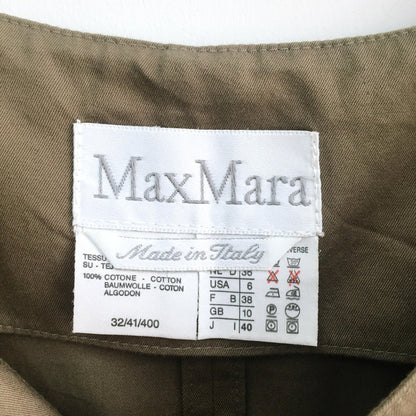 MaxMara
Made in Italy
TESSU
SU - TE
100% COTONE - COTTON
BAUMWOLLE - COTON
ALGODON
32/41/400
VERSE
NL D 36
USA 6
F B 38
GB 10
J I 40